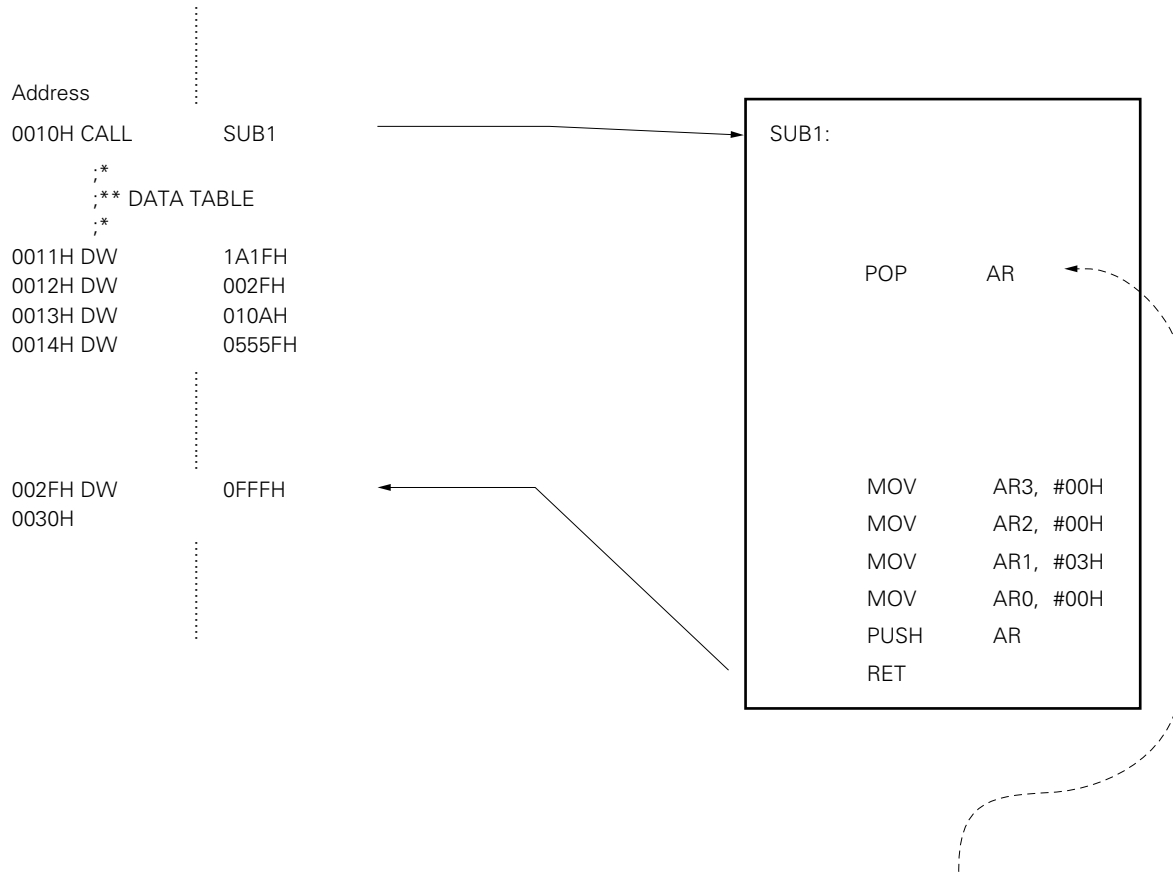 Address
0010H CALL SUB1
;*
;** DATA TABLE
;*
0011H DW 1A1FH
0012H DW 002FH
0013H DW 010AH
0014H DW 0555FH
002FH DW 0FFFH
0030H
SUB1:
POP AR
MOV AR3, #00H
MOV AR2, #00H
MOV AR1, #03H
MOV AR0, #00H
PUSH AR
RET